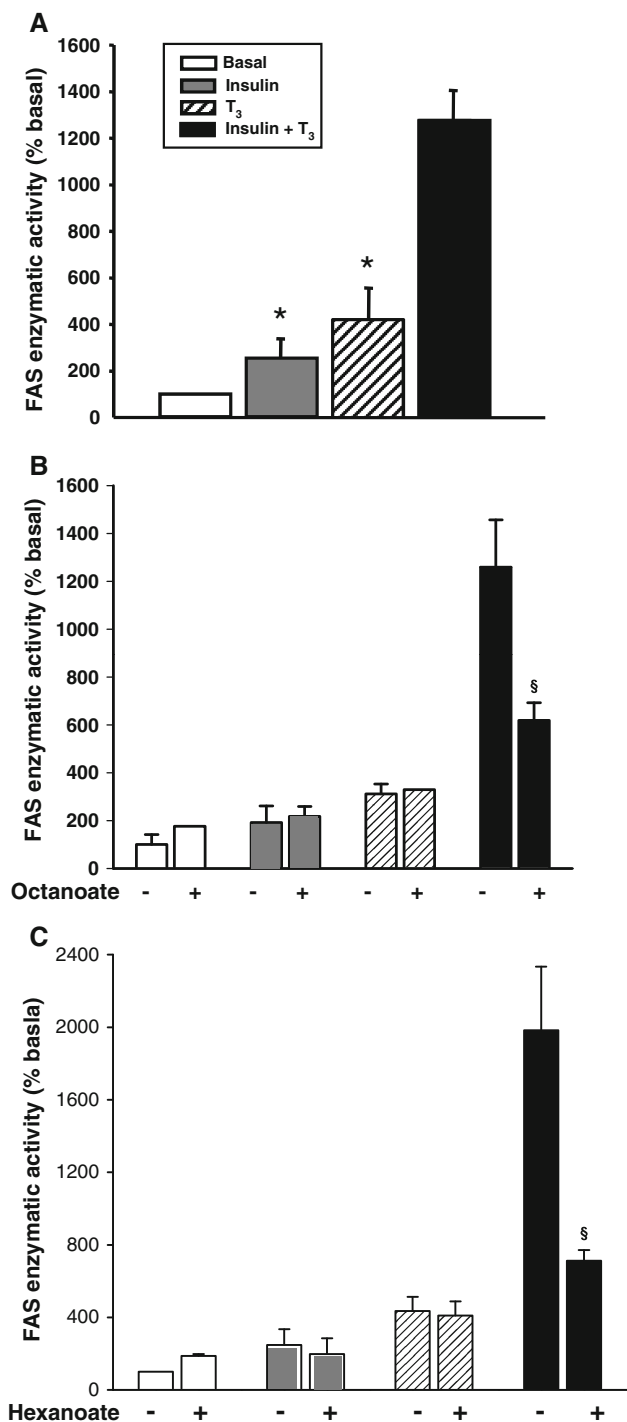 A
FAS enzymatic activity (% basal)
1600
1400
1200
1000
800
600
400
200
0
Basal
Insulin
T3
Insulin + T3
*
*
B
FAS enzymatic activity (% basal)
1600
1400
1200
1000
800
600
400
200
0
§
Octanoate - + - + - + - +
C
FAS enzymatic activity (% basla)
2400
2000
1600
1200
800
400
0
§
Hexanoate - + - + - + - +